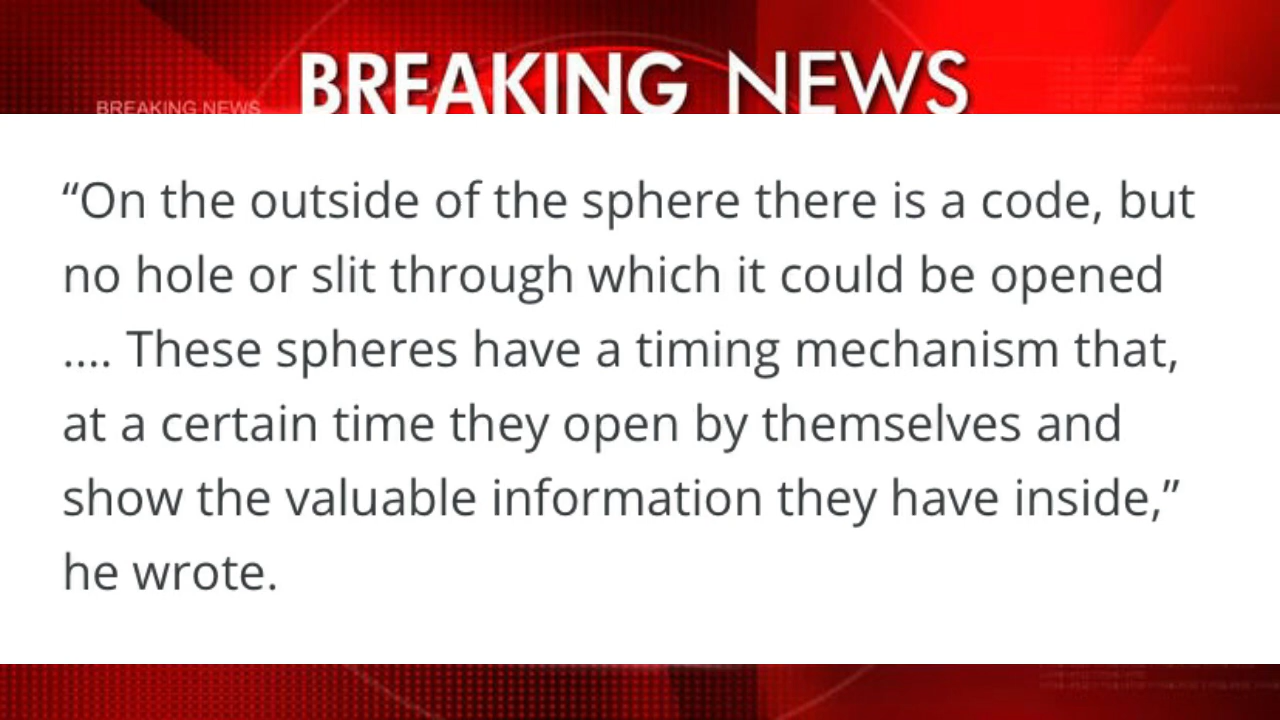 BREAKING NEWS
BREAKING NEWS
“On the outside of the sphere there is a code, but
no hole or slit through which it could be opened
.... These spheres have a timing mechanism that,
at a certain time they open by themselves and
show the valuable information they have inside,”
he wrote.